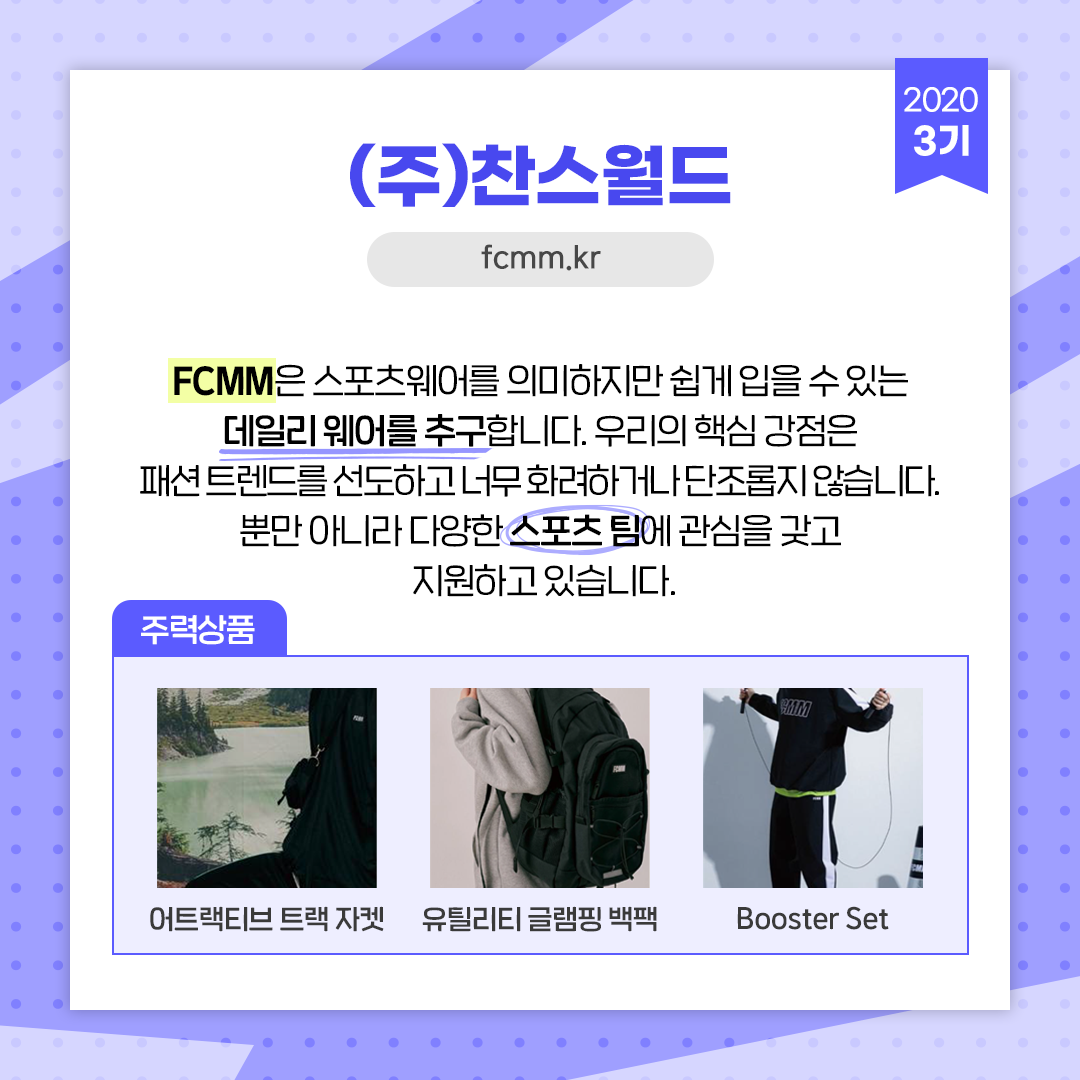 2020
3기
(주)찬스월드
fcmm.kr
FCMM은 스포츠웨어를 의미하지만 쉽게 입을 수 있는
데일리 웨어를 추구합니다. 우리의 핵심 강점은
패션 트렌드를 선도하고 너무 화려하거나 단조롭지 않습니다.
뿐만 아니라 다양한 스포츠 팀에 관심을 갖고
지원하고 있습니다.
주력상품
FCMM
FCMM
FCMM
어트랙티브 트랙 자켓
유틸리티 글램핑 백팩
Booster Set